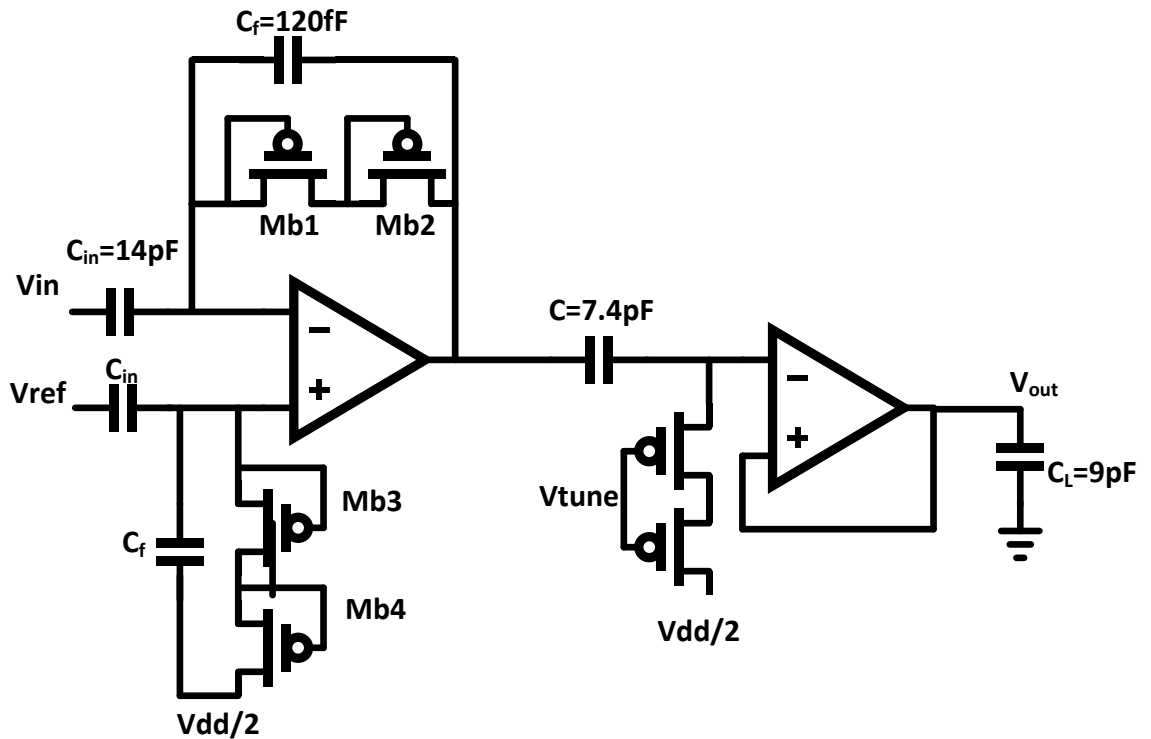 Cf=120fF
Mb1 Mb2
Cin=14pF
Vin
C=7.4pF
−
−
Cin
Vref
+
Vout
+
CL=9pF
Mb3
Vtune
Cf
Mb4
Vdd/2
Vdd/2